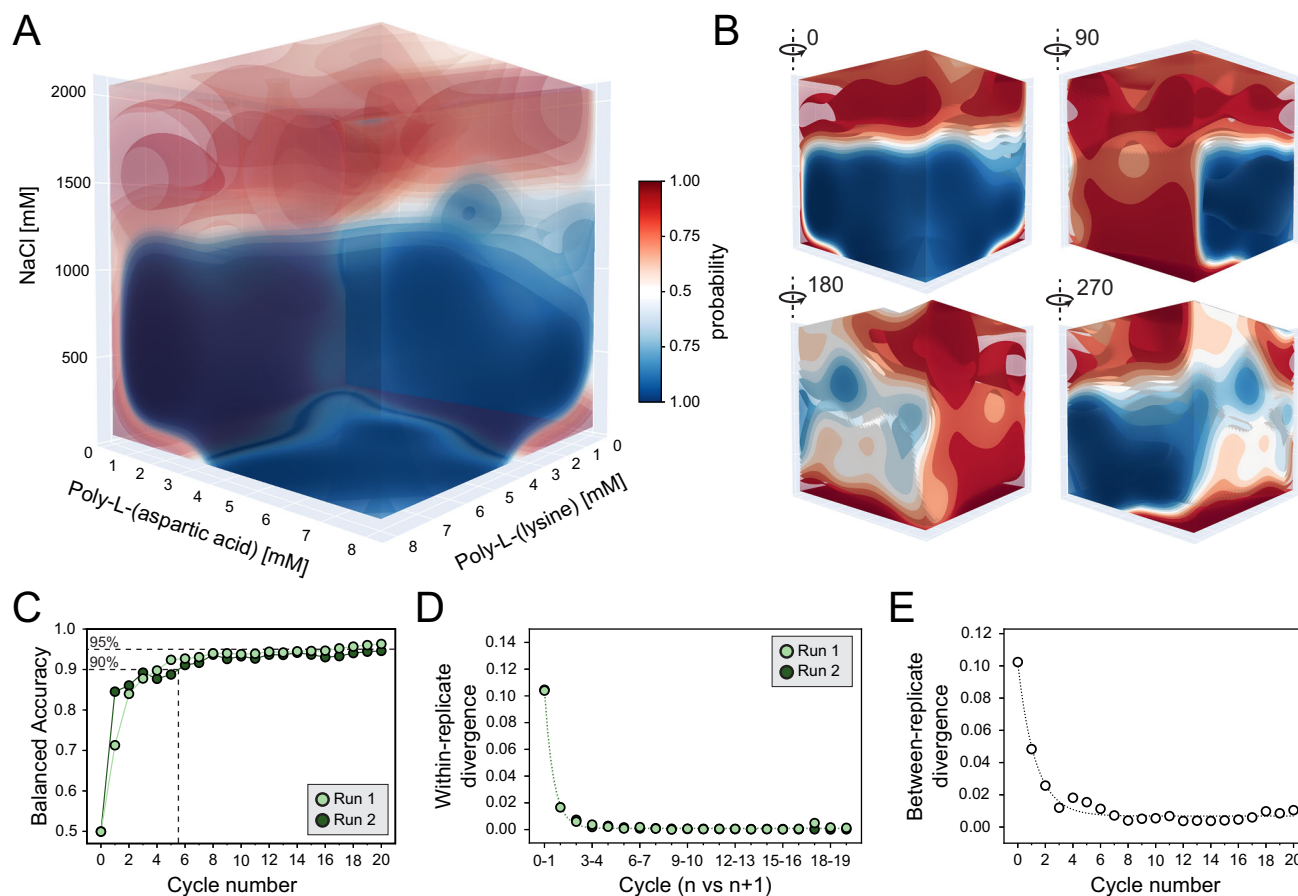 A
NaCl [mM]
2000
1500
1000
500
0
1
2
3
4
5
6
7
8
Poly-L-(aspartic acid) [mM]
8
7
6
5
4
3
2
1
0
Poly-L-(lysine) [mM]
1.00
0.75
0.5
0.75
1.00
probability
B
0
90
180
270
C
Balanced Accuracy
1.0
0.9
0.8
0.7
0.6
0.5
95%
90%
Run 1
Run 2
0 2 4 6 8 10 12 14 16 18 20
Cycle number
D
Within-replicate
divergence
0.14
0.12
0.10
0.08
0.06
0.04
0.02
0.00
Run 1
Run 2
0-1 3-4 6-7 9-10 12-13 15-16 18-19
Cycle (n vs n+1)
E
Between-replicate
divergence
0.12
0.10
0.08
0.06
0.04
0.02
0.00
0 2 4 6 8 10 12 14 16 18 20
Cycle number